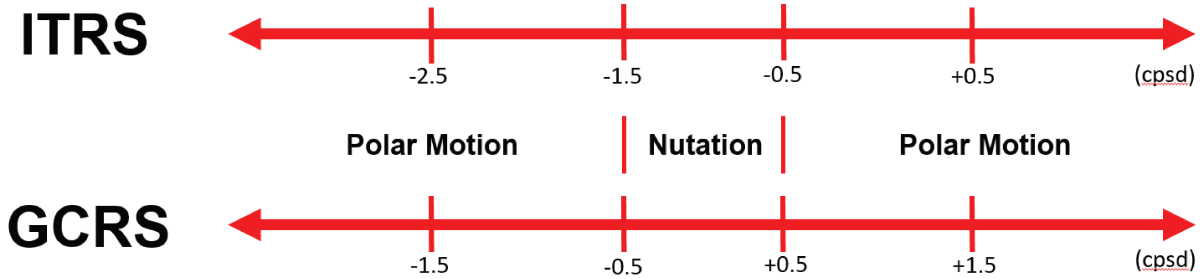 ITRS
-2.5 -1.5 -0.5 +0.5 (cpsd)
Polar Motion Nutation Polar Motion
GCRS
-1.5 -0.5 +0.5 +1.5 (cpsd)